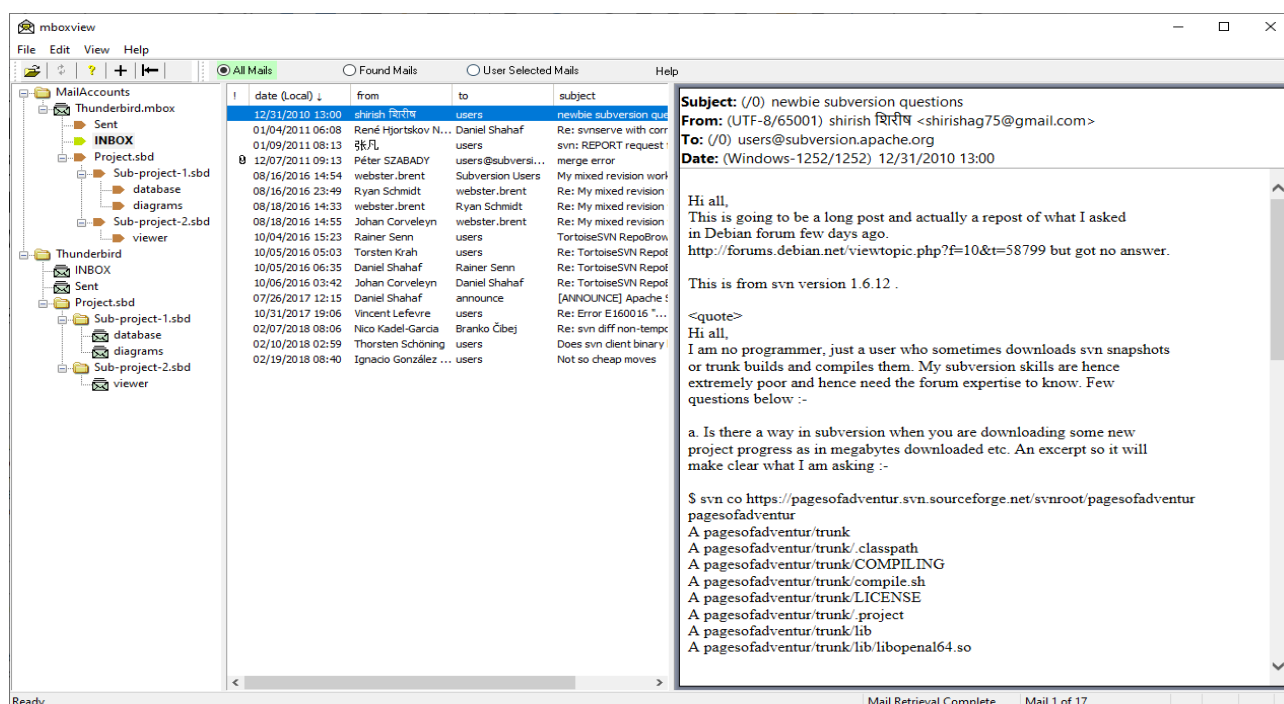 mboxview
File Edit View Help
All Mails Found Mails User Selected Mails Help
MailAccounts
Thunderbird.mbox
Sent
INBOX
Project.sbd
Sub-project-1.sbd
database
diagrams
Sub-project-2.sbd
viewer
Thunderbird
INBOX
Sent
Project.sbd
Sub-project-1.sbd
database
diagrams
Sub-project-2.sbd
viewer
! date (Local) ↓ from to subject
12/31/2010 13:00 shirish शिरीष users newbie subversion que
01/04/2011 06:08 René Hjortskov N... Daniel Shahaf Re: svnserve with corr
01/09/2011 08:13 张凡 users svn: REPORT request
12/07/2011 09:13 Péter SZABADY users@subversi... merge error
08/16/2016 14:54 webster.brent Subversion Users My mixed revision work
08/16/2016 23:49 Ryan Schmidt webster.brent Re: My mixed revision
08/18/2016 14:33 webster.brent Ryan Schmidt Re: My mixed revision
08/18/2016 14:55 Johan Corveleyn webster.brent Re: My mixed revision
10/04/2016 15:23 Rainer Senn users TortoiseSVN RepoBrow
10/05/2016 05:03 Torsten Krah users Re: TortoiseSVN RepoB
10/05/2016 06:35 Daniel Shahaf Rainer Senn Re: TortoiseSVN RepoB
10/06/2016 03:42 Johan Corveleyn Daniel Shahaf Re: TortoiseSVN RepoB
07/26/2017 12:15 Daniel Shahaf announce [ANNOUNCE] Apache S
10/31/2017 19:06 Vincent Lefevre users Re: Error E160016 "...
02/07/2018 08:06 Nico Kadel-Garcia Branko Čibej Re: svn diff non-tempo
02/10/2018 02:59 Thorsten Schöning users Does svn client binary
02/19/2018 08:40 Ignacio González ... users Not so cheap moves
Subject: (/0) newbie subversion questions
From: (UTF-8/65001) shirish शिरीष <shirishag75@gmail.com>
To: (/0) users@subversion.apache.org
Date: (Windows-1252/1252) 12/31/2010 13:00
Hi all,
This is going to be a long post and actually a repost of what I asked
in Debian forum few days ago.
http://forums.debian.net/viewtopic.php?f=10&t=58799 but got no answer.
This is from svn version 1.6.12 .
<quote>
Hi all,
I am no programmer, just a user who sometimes downloads svn snapshots
or trunk builds and compiles them. My subversion skills are hence
extremely poor and hence need the forum expertise to know. Few
questions below :-
a. Is there a way in subversion when you are downloading some new
project progress as in megabytes downloaded etc. An excerpt so it will
make clear what I am asking :-
$ svn co https://pagesofadventur.svn.sourceforge.net/svnroot/pagesofadventur
pagesofadventur
A pagesofadventur/trunk
A pagesofadventur/trunk/.classpath
A pagesofadventur/trunk/COMPILING
A pagesofadventur/trunk/compile.sh
A pagesofadventur/trunk/LICENSE
A pagesofadventur/trunk/.project
A pagesofadventur/trunk/lib
A pagesofadventur/trunk/lib/libopenal64.so
Ready Mail Retrieval Complete Mail 1 of 17